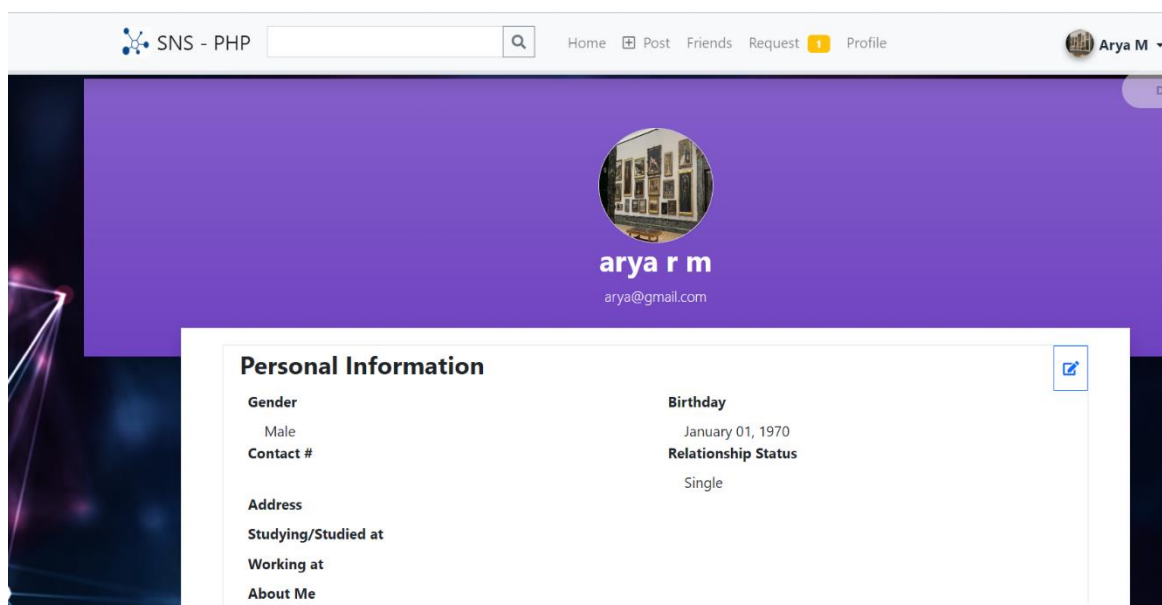 SNS - PHP Home Post Friends Request 1 Profile Arya M
arya r m
arya@gmail.com
Personal Information
Gender Birthday
Male January 01, 1970
Contact # Relationship Status
Single
Address
Studying/Studied at
Working at
About Me